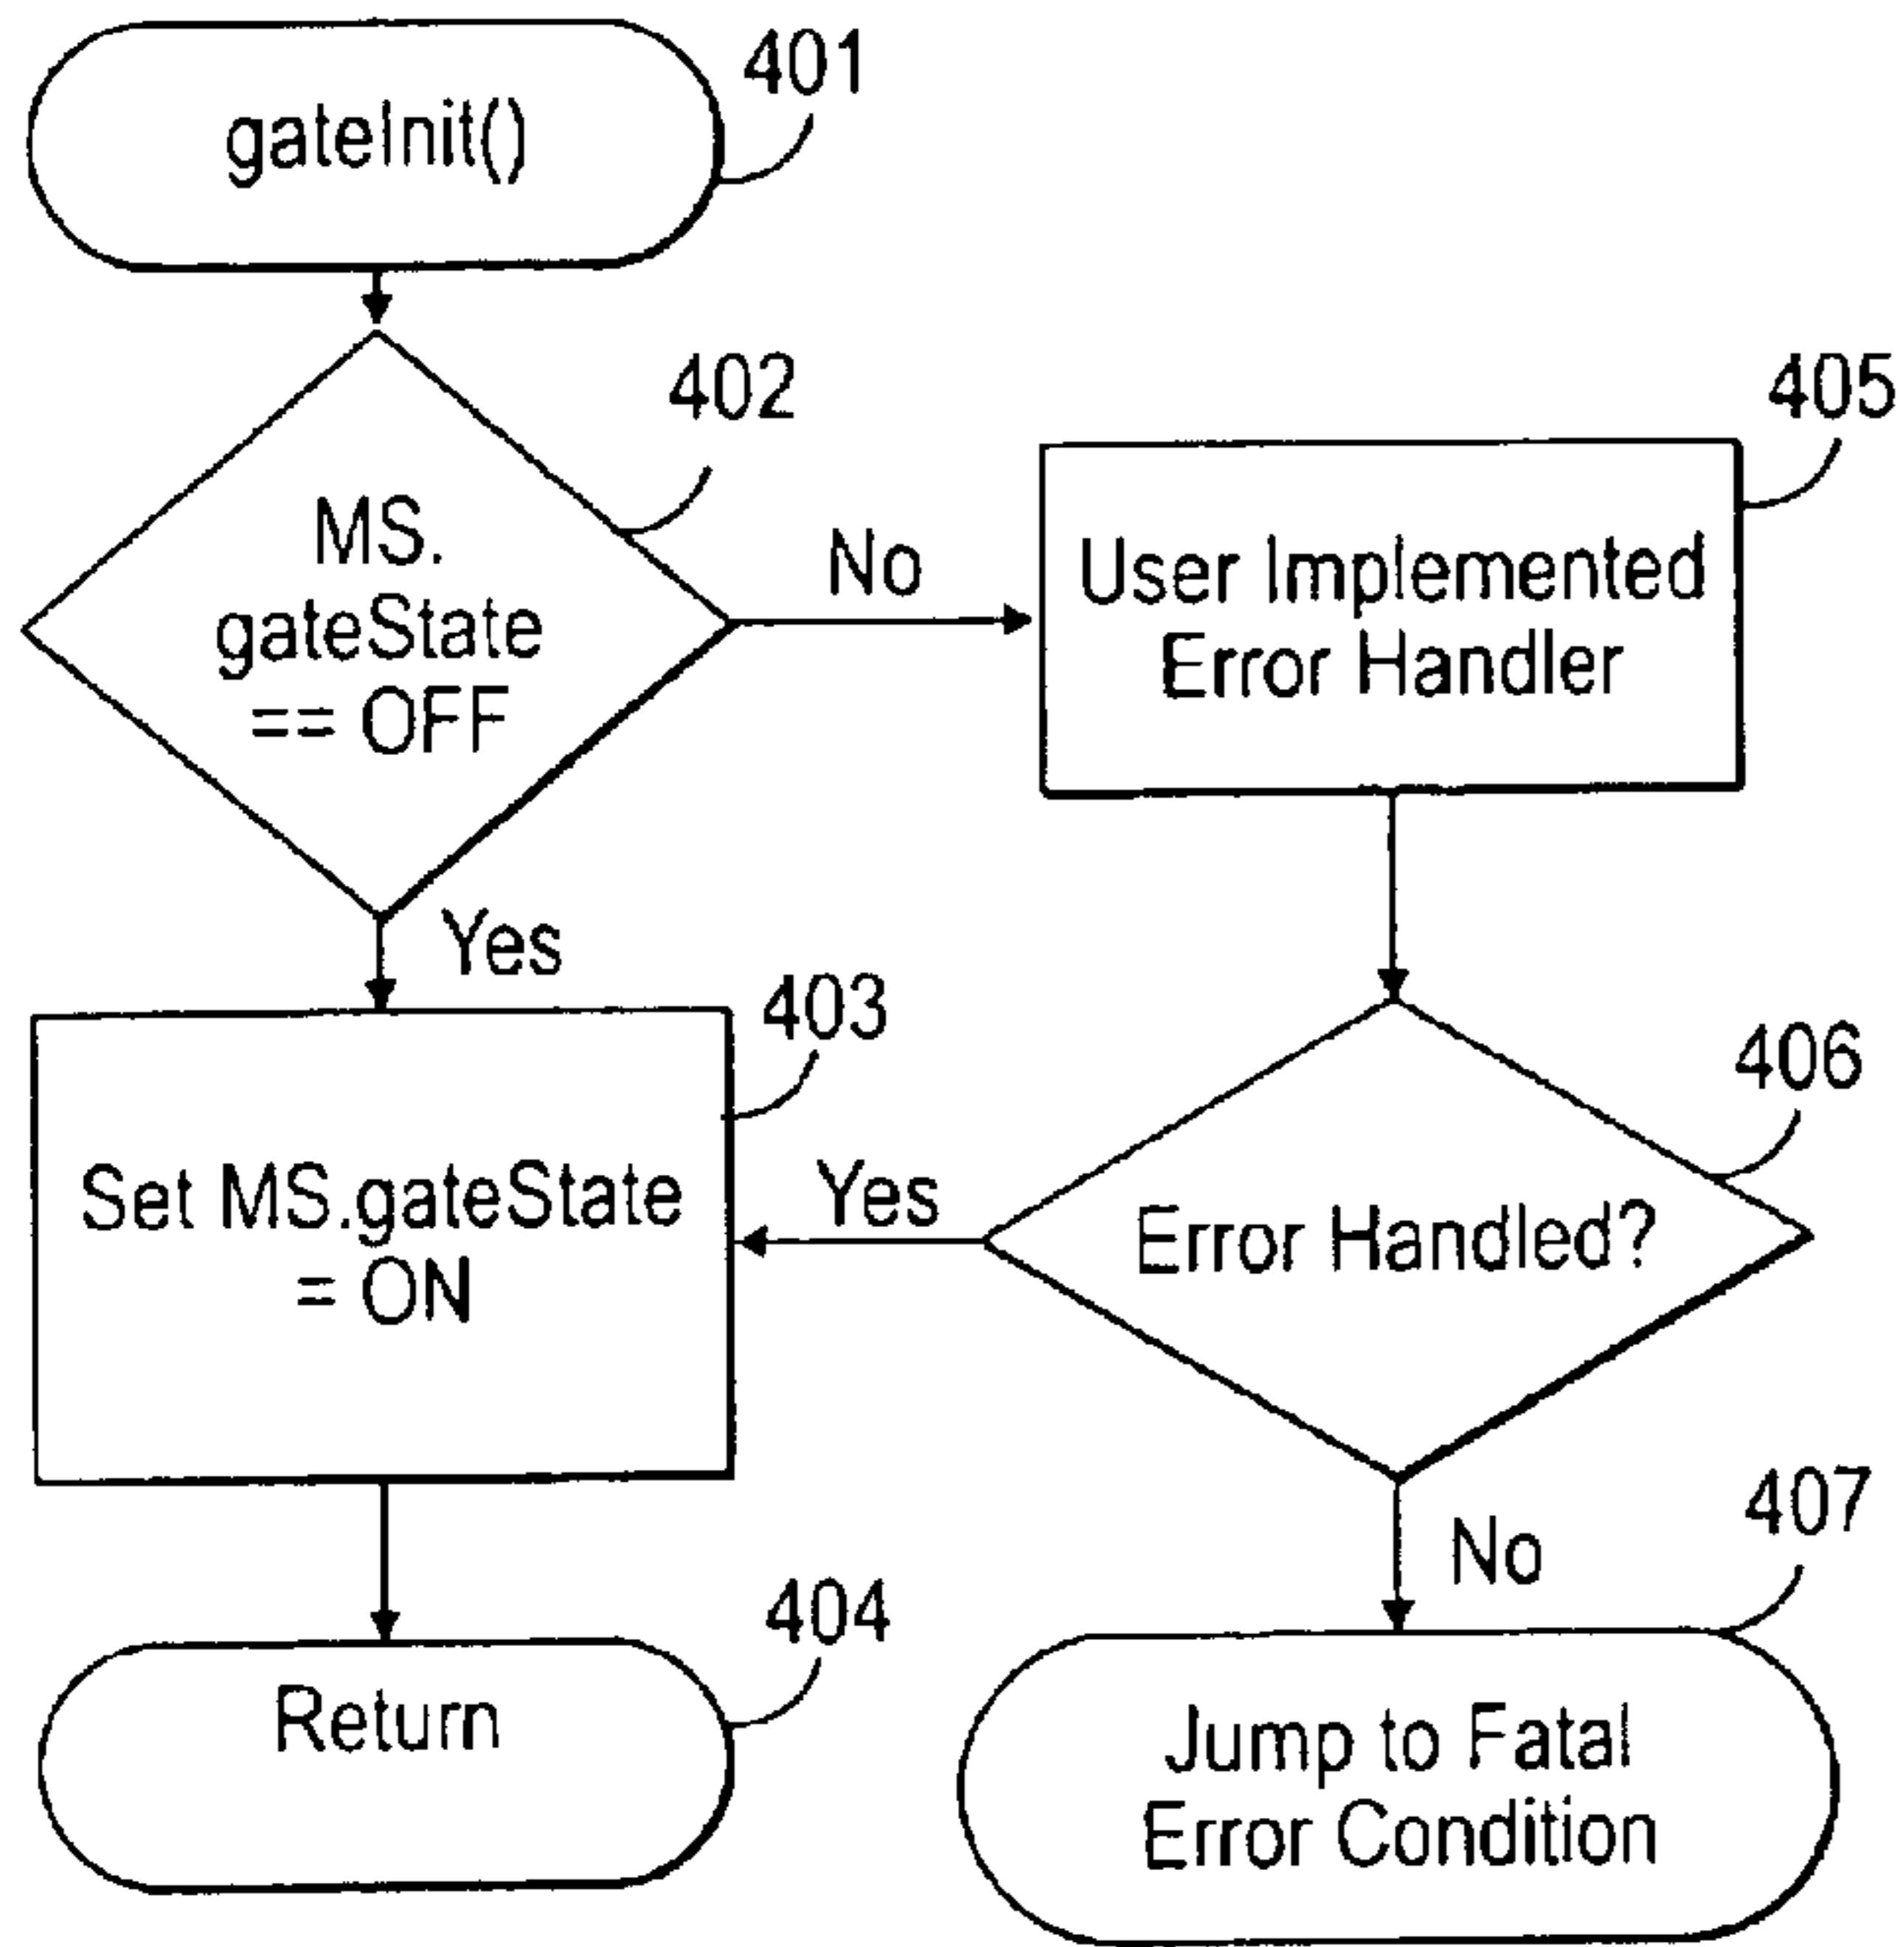 gateInit()
401
MS.
gateState
== OFF
402
No
Yes
User Implemented
Error Handler
405
Set MS.gateState
= ON
403
Yes
Error Handled?
406
No
Return
404
Jump to Fatal
Error Condition
407